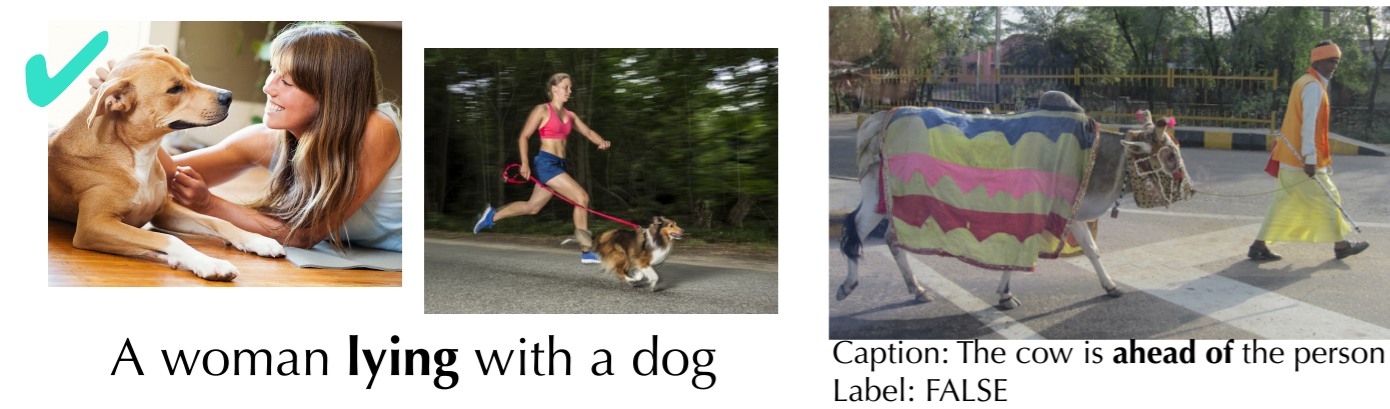 A woman lying with a dog
Caption: The cow is ahead of the person
Label: FALSE